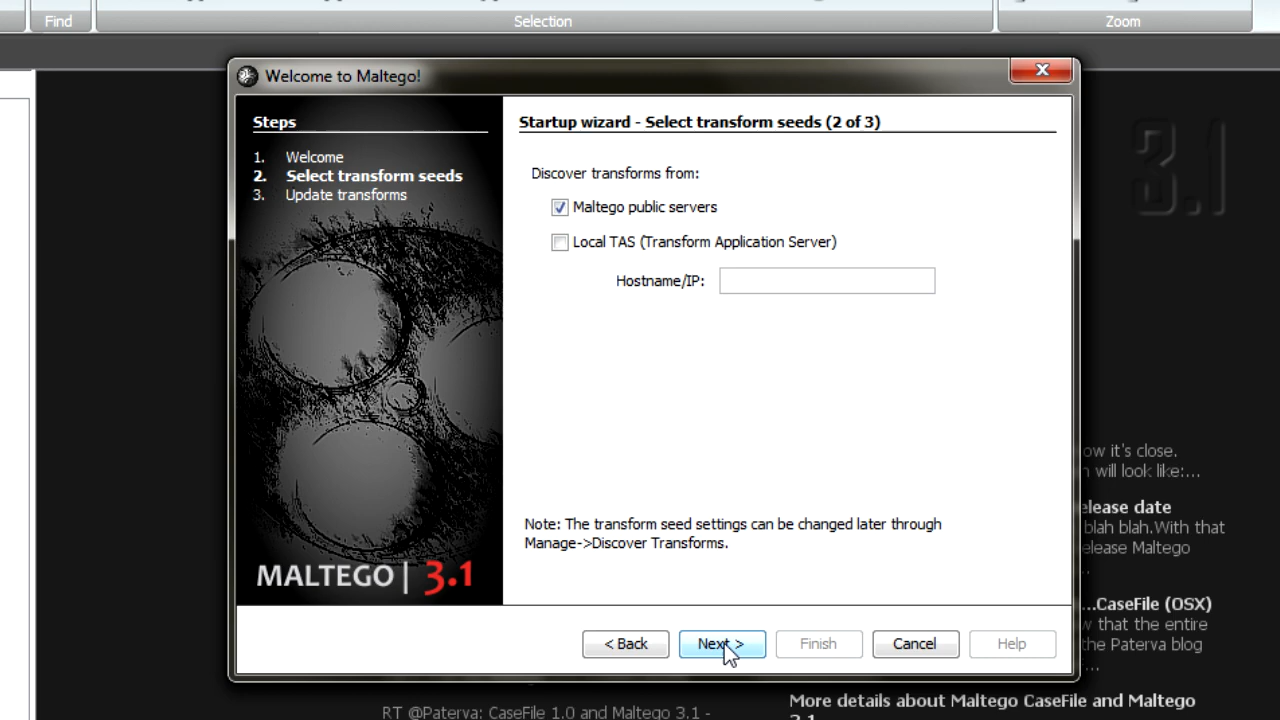 Find
Selection
Zoom
Welcome to Maltego!
Steps
1. Welcome
2. Select transform seeds
3. Update transforms
MALTEGO | 3.1
Startup wizard - Select transform seeds (2 of 3)
Discover transforms from:
Maltego public servers
Local TAS (Transform Application Server)
Hostname/IP:
Note: The transform seed settings can be changed later through
Manage->Discover Transforms.
< Back
Next >
Finish
Cancel
Help
3.1
ow it's close.
will look like:...
elease date
blah blah.With that
elease Maltego
...CaseFile (OSX)
that the entire
the Paterva blog
...
More details about Maltego CaseFile and Maltego
3.1
RT @Paterva: CaseFile 1.0 and Maltego 3.1 -